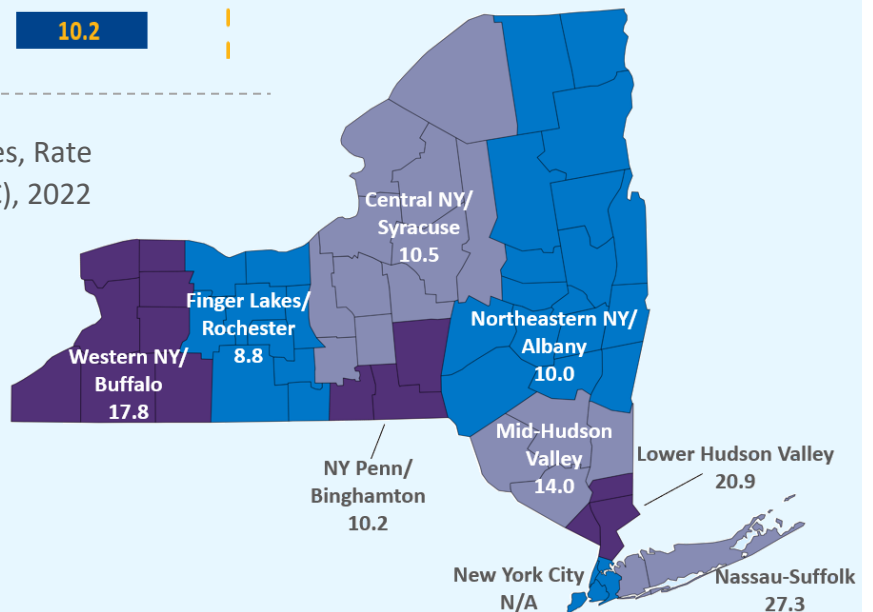 10.2
es, Rate
C), 2022
Central NY/
Syracuse
10.5
Finger Lakes/
Rochester
8.8
Northeastern NY/
Albany
10.0
Western NY/
Buffalo
17.8
Mid-Hudson
Valley
14.0
Lower Hudson Valley
20.9
NY Penn/
Binghamton
10.2
New York City
N/A
Nassau-Suffolk
27.3